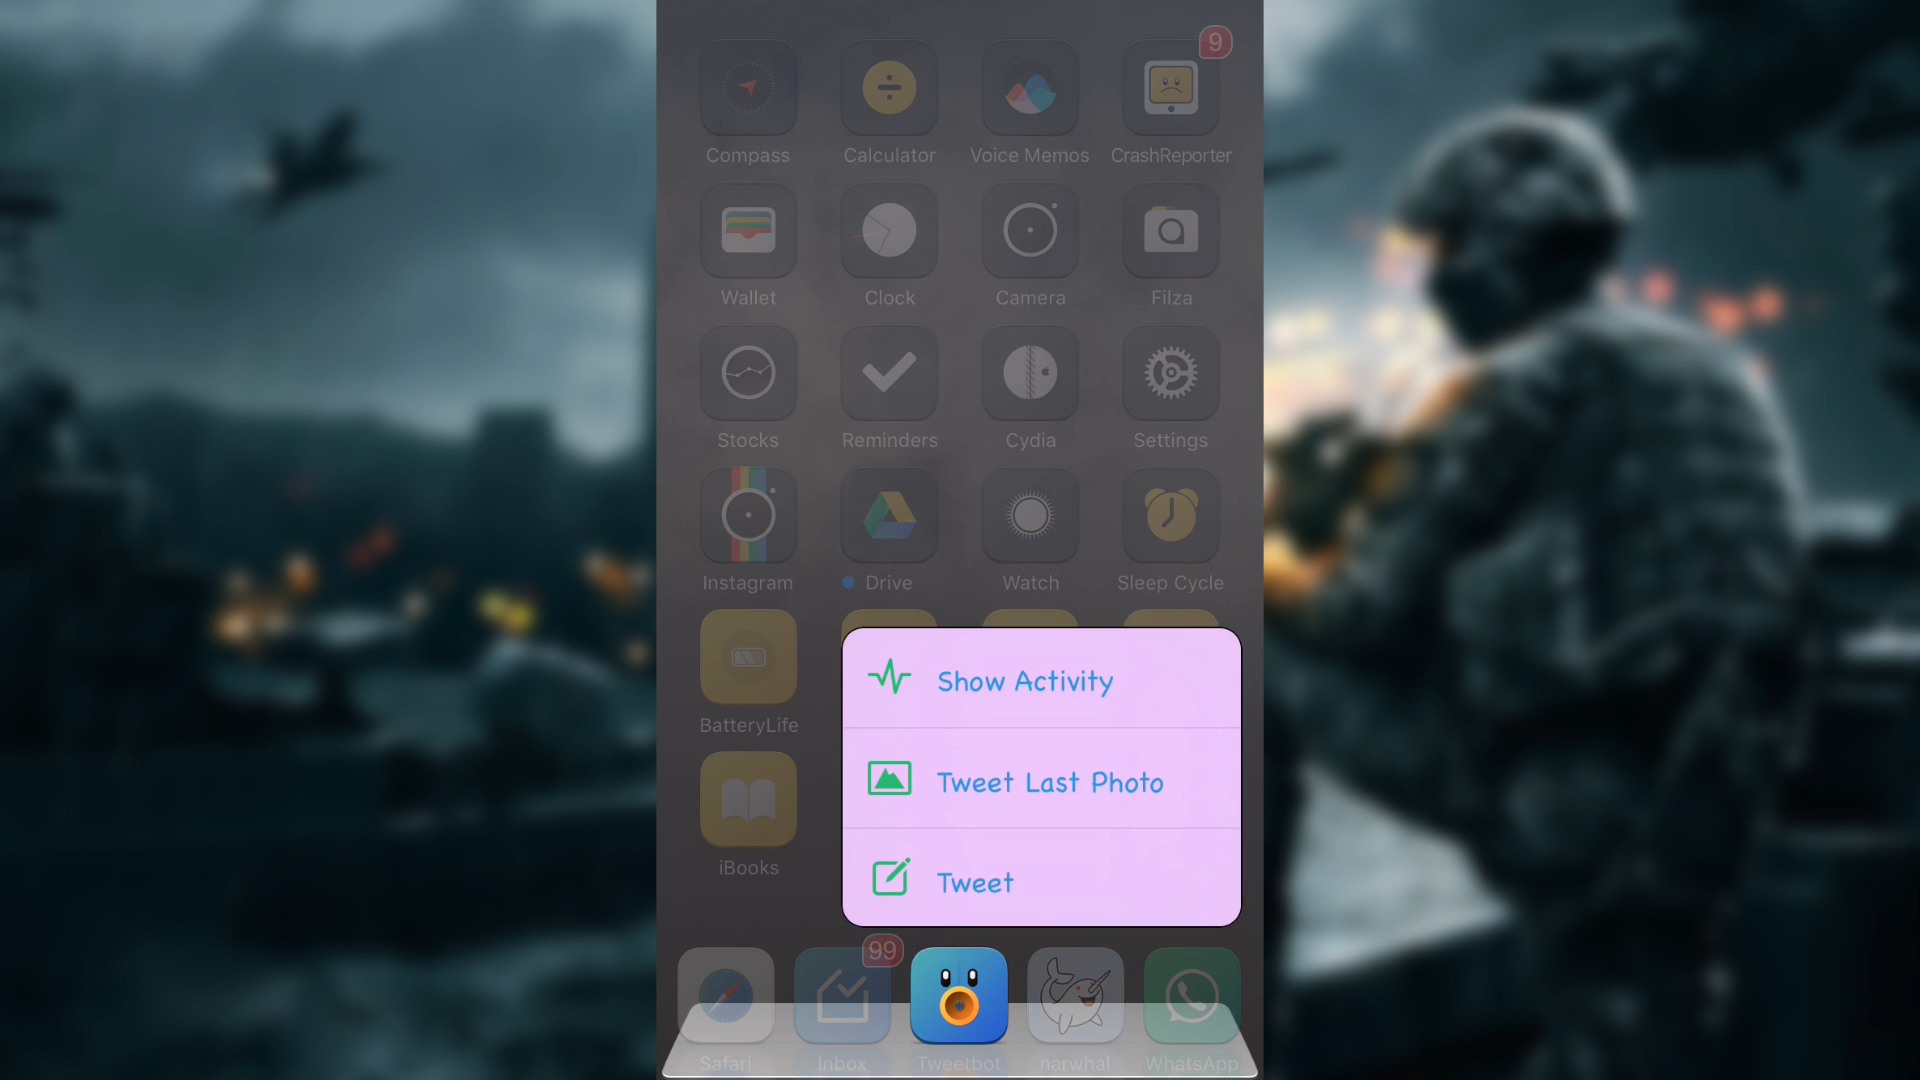 9
Compass Calculator Voice Memos CrashReporter
Wallet Clock Camera Filza
Stocks Reminders Cydia Settings
Instagram Drive Watch Sleep Cycle
BatteryLife
iBooks
Show Activity
Tweet Last Photo
Tweet
99
Safari Inbox Tweetbot narwhal WhatsApp